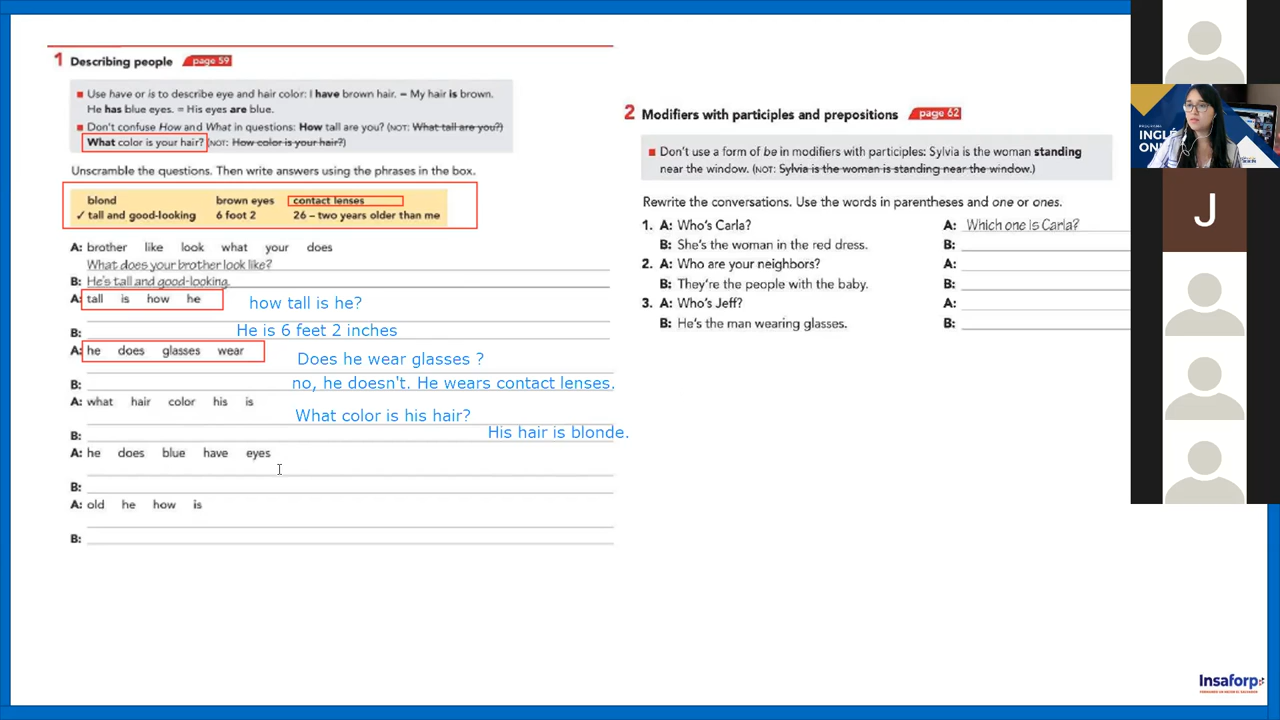 1 Describing people page 59
■ Use have or is to describe eye and hair color: I have brown hair. = My hair is brown.
He has blue eyes. = His eyes are blue.
■ Don't confuse How and What in questions: How tall are you? (NOT: What tall are you?)
What color is your hair? (NOT: How color is your hair?)
Unscramble the questions. Then write answers using the phrases in the box.
blond brown eyes contact lenses
✓ tall and good-looking 6 foot 2 26 – two years older than me
A: brother like look what your does
What does your brother look like?
B: He's tall and good-looking.
A: tall is how he
how tall is he?
B: He is 6 feet 2 inches
A: he does glasses wear
Does he wear glasses ?
B: no, he doesn't. He wears contact lenses.
A: what hair color his is
What color is his hair?
B: His hair is blonde.
A: he does blue have eyes
B:
A: old he how is
B:
2 Modifiers with participles and prepositions page 62
■ Don't use a form of be in modifiers with participles: Sylvia is the woman standing
near the window. (NOT: Sylvia is the woman is standing near the window.)
Rewrite the conversations. Use the words in parentheses and one or ones.
1. A: Who's Carla? A: Which one is Carla?
B: She's the woman in the red dress. B:
2. A: Who are your neighbors? A:
B: They're the people with the baby. B:
3. A: Who's Jeff? A:
B: He's the man wearing glasses. B:
INGLÉ
ON
J
Insaforp